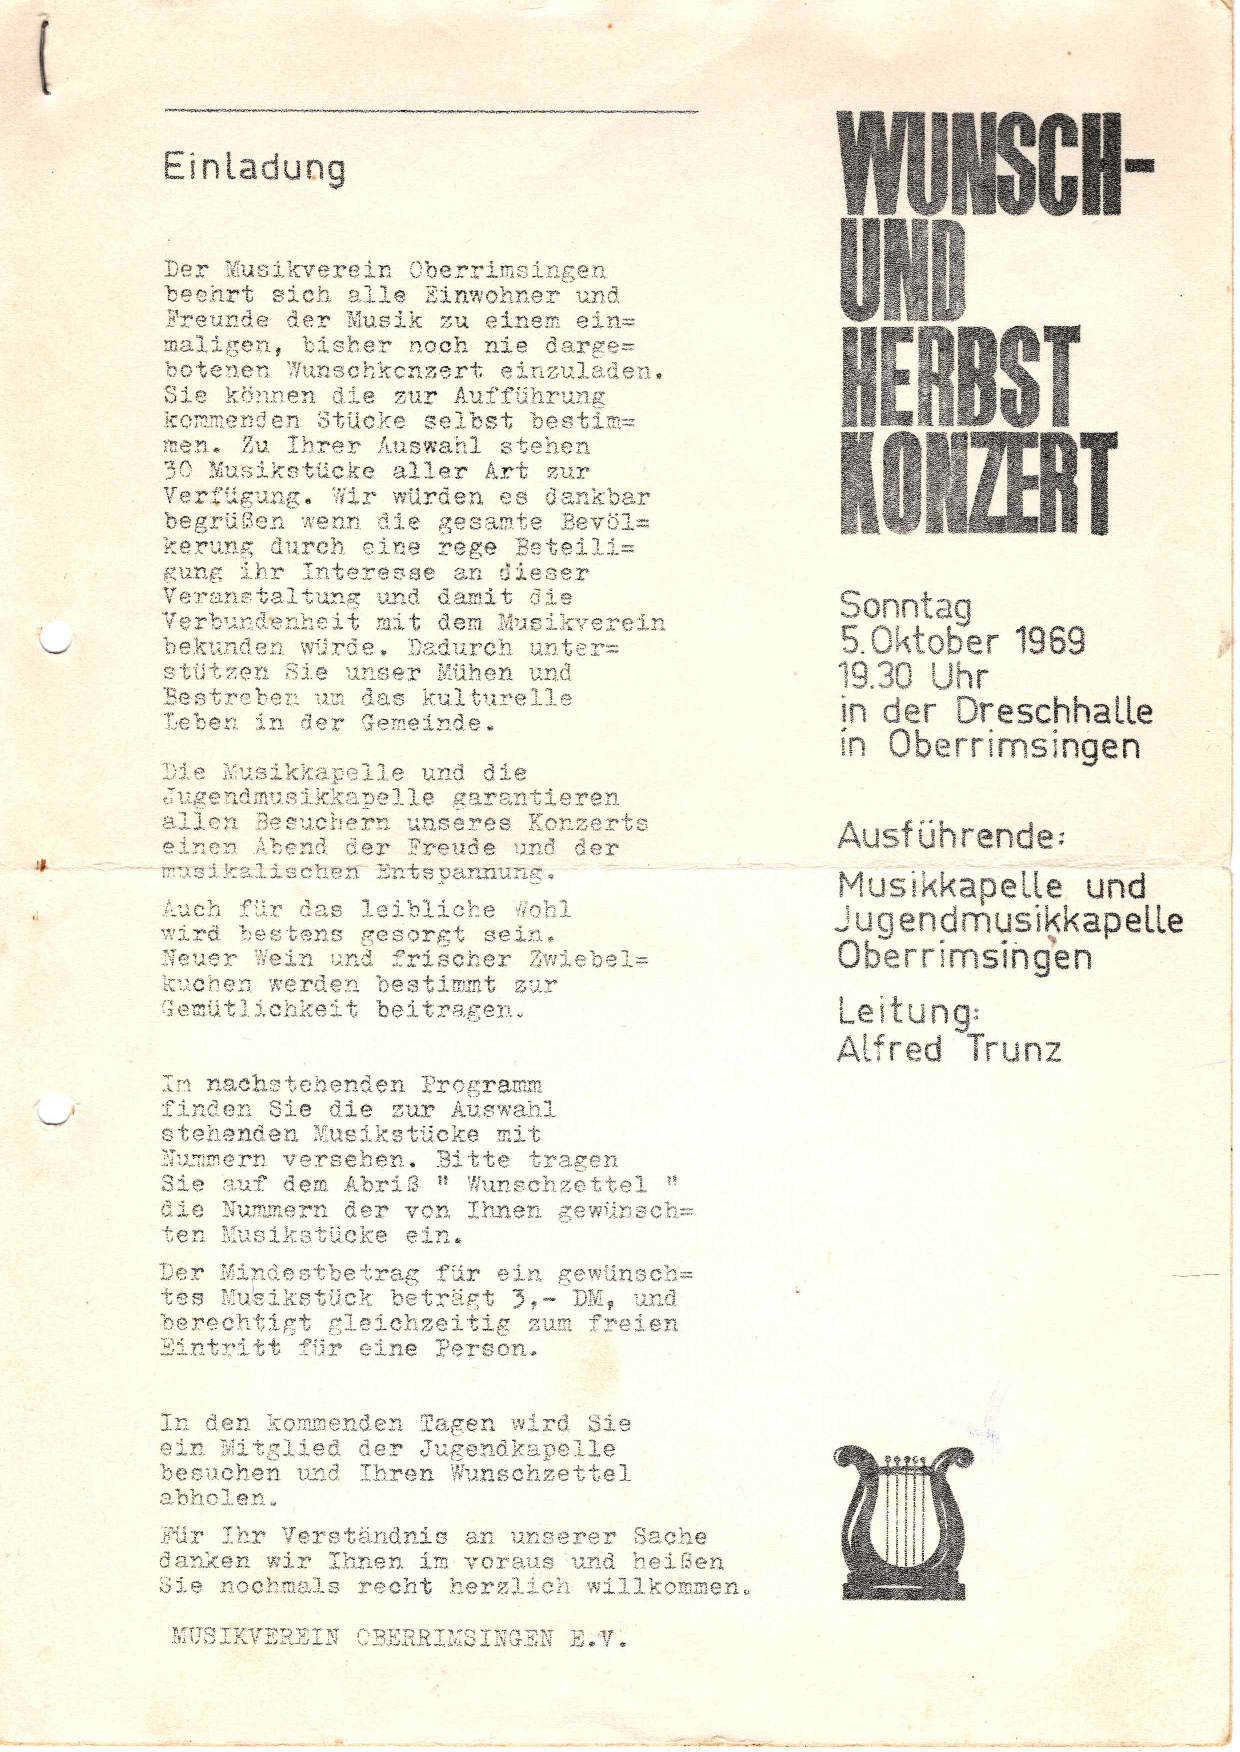 Einladung
Der Musikverein Oberrimsingen
beehrt sich alle Einwohner und
Freunde der Musik zu einem ein=
maligen, bisher noch nie darge=
botenen Wunschkonzert einzuladen.
Sie können die zur Aufführung
kommenden Stücke selbst bestim=
men. Zu Ihrer Auswahl stehen
30 Musikstücke aller Art zur
Verfügung. Wir würden es dankbar
begrüßen wenn die gesamte Bevöl=
kerung durch eine rege Beteili=
gung ihr Interesse an dieser
Veranstaltung und damit die
Verbundenheit mit dem Musikverein
bekunden würde. Dadurch unter=
stützen Sie unser Mühen und
Bestreben um das kulturelle
Leben in der Gemeinde.
Die Musikkapelle und die
Jugendmusikkapelle garantieren
allen Besuchern unseres Konzerts
einen Abend der Freude und der
musikalischen Entspannung.
Auch für das leibliche Wohl
wird bestens gesorgt sein.
Neuer Wein und frischer Zwiebel=
kuchen werden bestimmt zur
Gemütlichkeit beitragen.
Im nachstehenden Programm
finden Sie die zur Auswahl
stehenden Musikstücke mit
Nummern versehen. Bitte tragen
Sie auf dem Abriß " Wunschzettel "
die Nummern der von Ihnen gewünsch=
ten Musikstücke ein.
Der Mindestbetrag für ein gewünsch=
tes Musikstück beträgt 3,- DM, und
berechtigt gleichzeitig zum freien
Eintritt für eine Person.
In den kommenden Tagen wird Sie
ein Mitglied der Jugendkapelle
besuchen und Ihren Wunschzettel
abholen.
Für Ihr Verständnis an unserer Sache
danken wir Ihnen im voraus und heißen
Sie nochmals recht herzlich willkommen.
MUSIKVEREIN OBERRIMSINGEN E.V.
WUNSCH-
UND
HERBST
KONZERT
Sonntag
5. Oktober 1969
19.30 Uhr
in der Dreschhalle
in Oberrimsingen
Ausführende:
Musikkapelle und
Jugendmusikkapelle
Oberrimsingen
Leitung:
Alfred Trunz